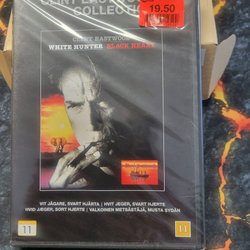 CLINT EASTWOOD
COLLECTION
19.50
CLINT EASTWOOD
WHITE HUNTER BLACK HEART
VIT JÄGARE, SVART HJÄRTA | HVIT JEGER, SVART HJERTE
HVID JÆGER, SORT HJERTE | VALKOINEN METSÄSTÄJÄ, MUSTA SYDÄN
11
11